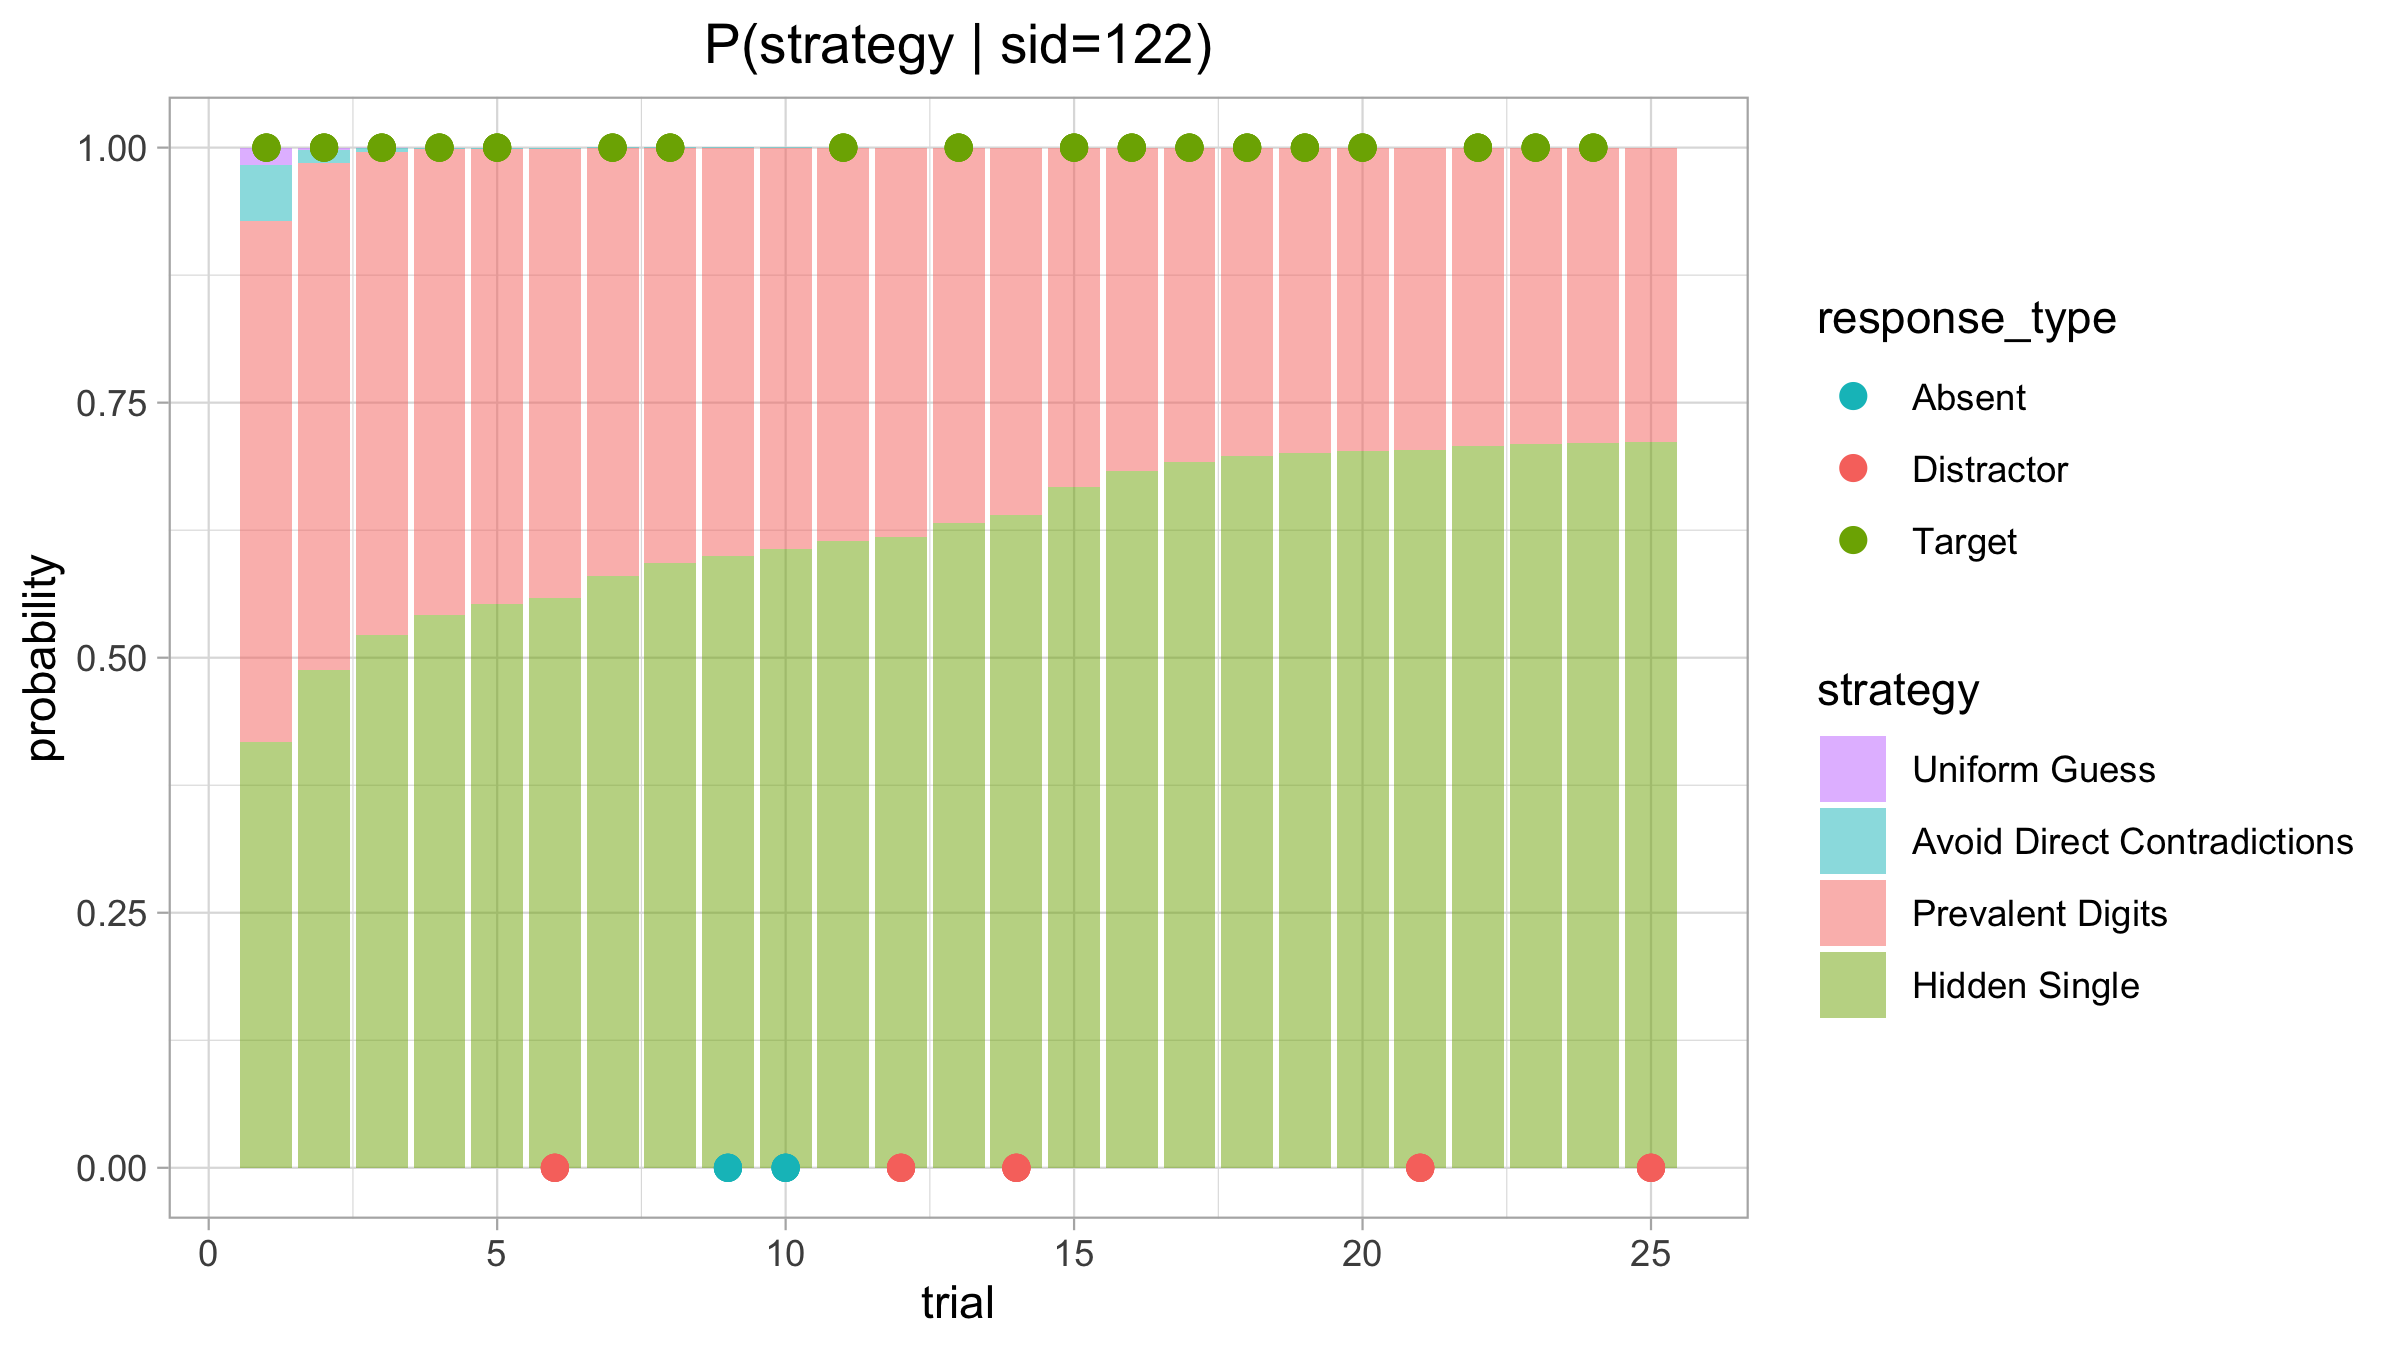 P(strategy | sid=122)
probability
1.00
0.75
0.50
0.25
0.00
0 5 10 15 20 25
trial
response_type
Absent
Distractor
Target
strategy
Uniform Guess
Avoid Direct Contradictions
Prevalent Digits
Hidden Single